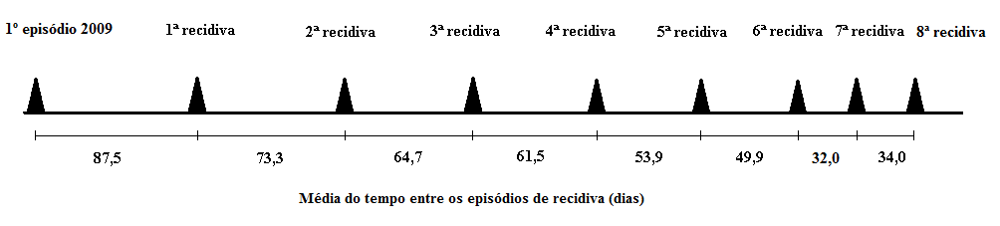 1º episódio 2009 1ª recidiva 2ª recidiva 3ª recidiva 4ª recidiva 5ª recidiva 6ª recidiva 7ª recidiva 8ª recidiva
87,5 73,3 64,7 61,5 53,9 49,9 32,0 34,0
Média do tempo entre os episódios de recidiva (dias)